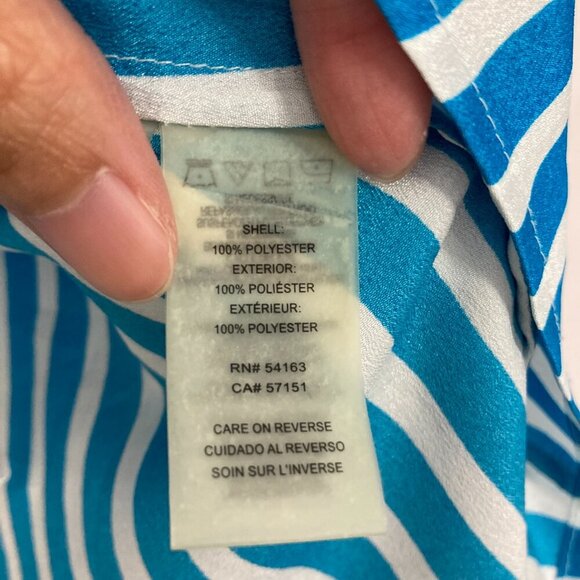 SHELL:
100% POLYESTER
EXTERIOR:
100% POLIÉSTER
EXTÉRIEUR:
100% POLYESTER
RN# 54163
CA# 57151
CARE ON REVERSE
CUIDADO AL REVERSO
SOIN SUR L'INVERSE